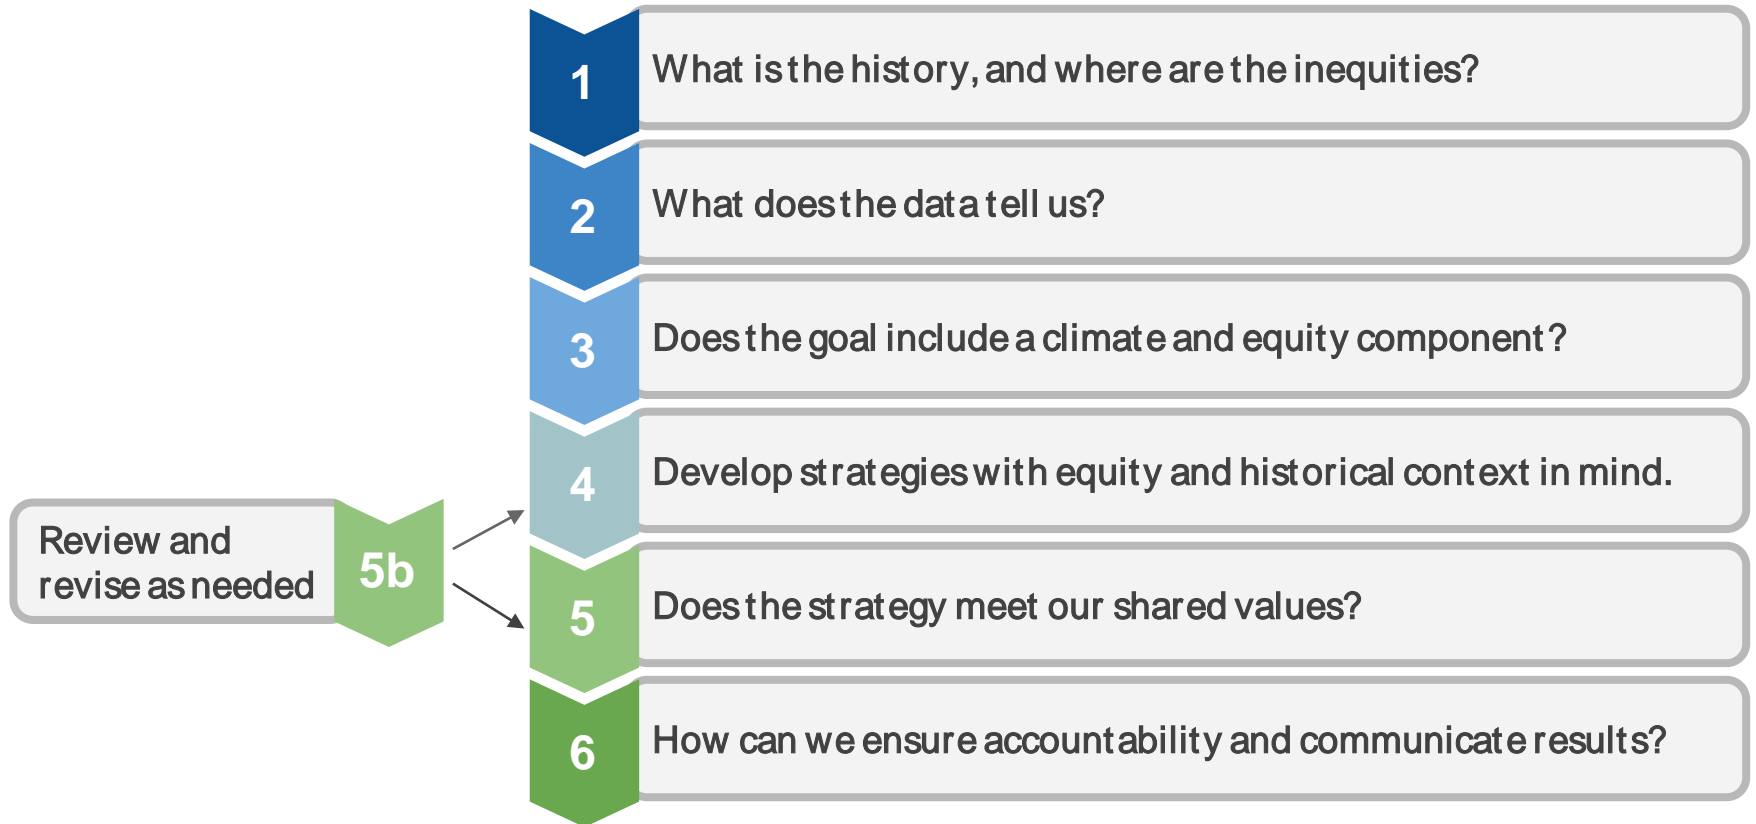 1
What is the history, and where are the inequities?
2
What does the data tell us?
3
Does the goal include a climate and equity component?
4
Develop strategies with equity and historical context in mind.
Review and
revise as needed
5b
5
Does the strategy meet our shared values?
6
How can we ensure accountability and communicate results?